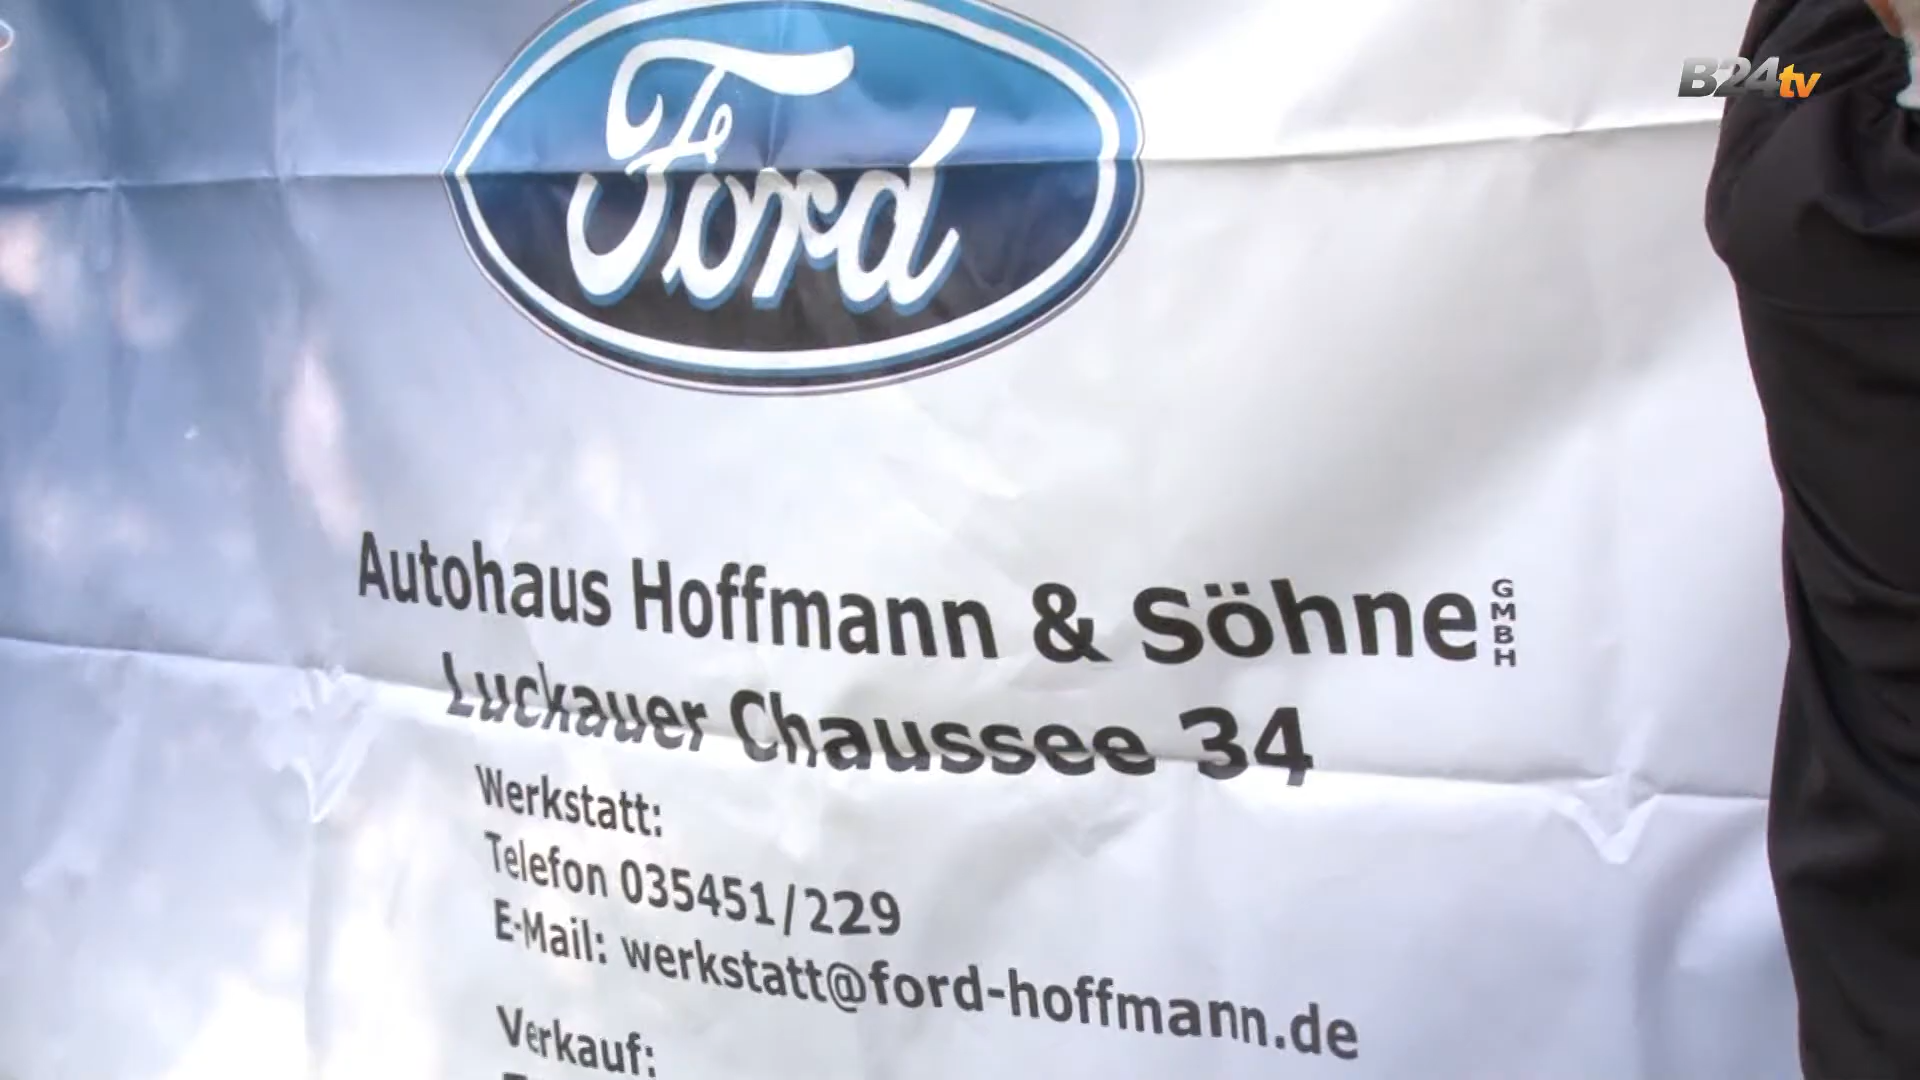 Ford
B24tv
Autohaus Hoffmann & Söhne GMBH
Luckauer Chaussee 34
Werkstatt:
Telefon 035451/229
E-Mail: werkstatt@ford-hoffmann.de
Verkauf: